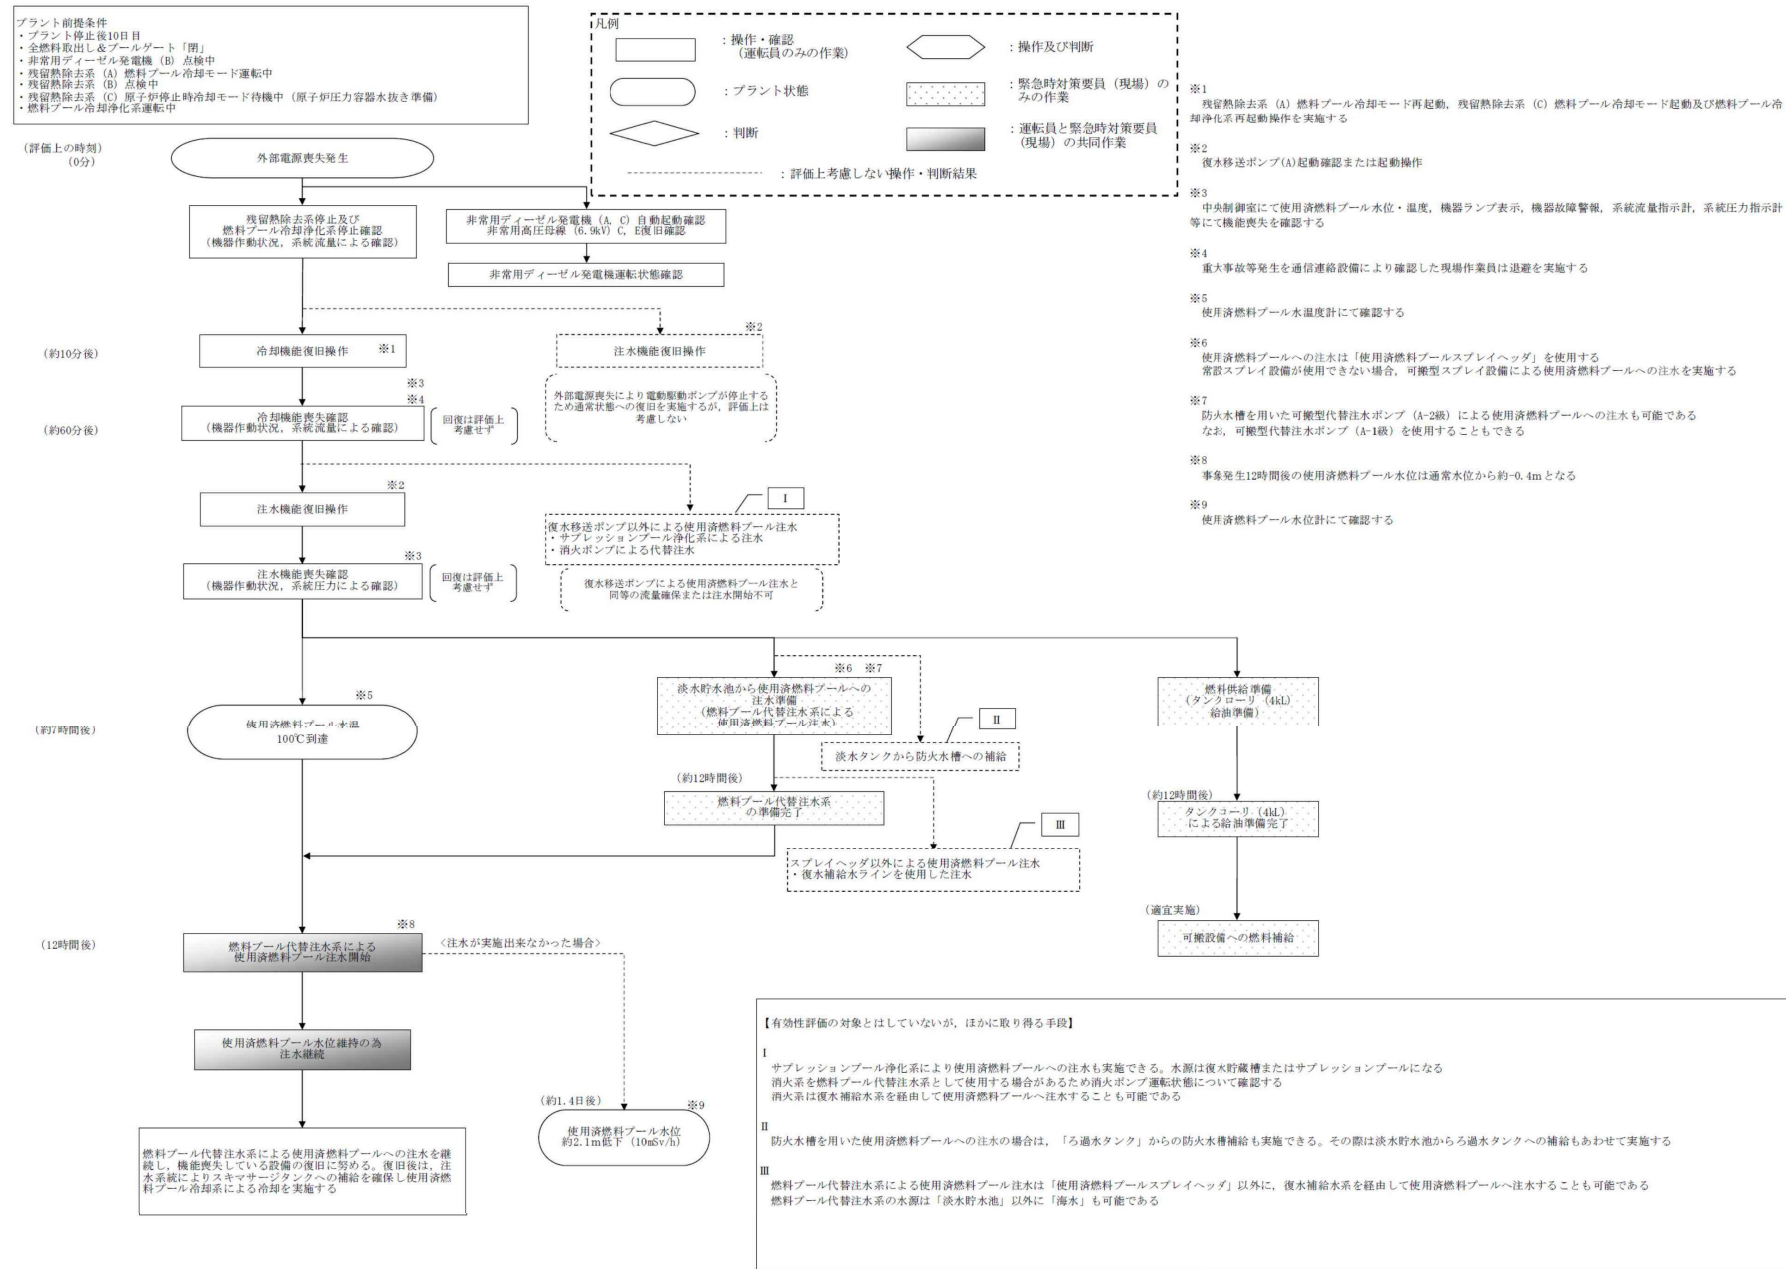 プラント前提条件
・プラント停止後10日目
・全燃料取出し＆プールゲート「閉」
・非常用ディーゼル発電機（B）点検中
・残留熱除去系（A）燃料プール冷却モード運転中
・残留熱除去系（B）点検中
・残留熱除去系（C）原子炉停止時冷却モード待機中（原子炉圧力容器水抜き準備）
・燃料プール冷却浄化系運転中
凡例
：操作・確認
（運転員のみの作業）
：操作及び判断
：プラント状態
：緊急時対策要員（現場）の
みの作業
：判断
：運転員と緊急時対策要員
（現場）の共同作業
：評価上考慮しない操作・判断結果
（評価上の時刻）
（0分）
外部電源喪失発生
残留熱除去系停止及び
燃料プール冷却浄化系停止確認
（機器作動状況，系統流量による確認）
非常用ディーゼル発電機（A, C）自動起動確認
非常用高圧母線（6.9kV）C, E復旧確認
非常用ディーゼル発電機運転状態確認
（約10分後）
冷却機能復旧操作
※1
※2
注水機能復旧操作
外部電源喪失により電動駆動ポンプが停止する
ため通常状態への復旧を実施するが，評価上は
考慮しない
※3
※4
（約60分後）
冷却機能喪失確認
（機器作動状況，系統流量による確認）
回復は評価上
考慮せず
※2
注水機能復旧操作
Ⅰ
復水移送ポンプ以外による使用済燃料プール注水
・サプレッションプール浄化系による注水
・消火ポンプによる代替注水
※3
注水機能喪失確認
（機器作動状況，系統圧力による確認）
回復は評価上
考慮せず
復水移送ポンプによる使用済燃料プール注水と
同等の流量確保または注水開始不可
※5
（約7時間後）
使用済燃料プール水温
100℃到達
※6　※7
淡水貯水池から使用済燃料プールへの
注水準備
（燃料プール代替注水系による
使用済燃料プール注水）
Ⅱ
淡水タンクから防火水槽への補給
燃料供給準備
（タンクローリ（4kL）
給油準備）
（約12時間後）
燃料プール代替注水系
の準備完了
（約12時間後）
タンクローリ（4kL）
による給油準備完了
Ⅲ
スプレイヘッダ以外による使用済燃料プール注水
・復水補給水ラインを使用した注水
（適宜実施）
可搬設備への燃料補給
（12時間後）
※8
燃料プール代替注水系による
使用済燃料プール注水開始
〈注水が実施出来なかった場合〉
使用済燃料プール水位維持の為
注水継続
（約1.4日後）
※9
使用済燃料プール水位
約2.1m低下（10mSv/h）
燃料プール代替注水系による使用済燃料プールへの注水を継
続し，機能喪失している設備の復旧に努める。復旧後は，注
水系統によりスキマサージタンクへの補給を確保し使用済燃
料プール冷却系による冷却を実施する
※1
残留熱除去系（A）燃料プール冷却モード再起動，残留熱除去系（C）燃料プール冷却モード起動及び燃料プール冷
却浄化系再起動操作を実施する
※2
復水移送ポンプ(A)起動確認または起動操作
※3
中央制御室にて使用済燃料プール水位・温度，機器ランプ表示，機器故障警報，系統流量指示計，系統圧力指示計
等にて機能喪失を確認する
※4
重大事故等発生を通信連絡設備により確認した現場作業員は退避を実施する
※5
使用済燃料プール水温度計にて確認する
※6
使用済燃料プールへの注水は「使用済燃料プールスプレイヘッダ」を使用する
常設スプレイ設備が使用できない場合，可搬型スプレイ設備による使用済燃料プールへの注水を実施する
※7
防火水槽を用いた可搬型代替注水ポンプ（A-2級）による使用済燃料プールへの注水も可能である
なお，可搬型代替注水ポンプ（A-1級）を使用することもできる
※8
事象発生12時間後の使用済燃料プール水位は通常水位から約-0.4mとなる
※9
使用済燃料プール水位計にて確認する
【有効性評価の対象とはしていないが，ほかに取り得る手段】
Ⅰ
サプレッションプール浄化系により使用済燃料プールへの注水も実施できる。水源は復水貯蔵槽またはサプレッションプールになる
消火系を燃料プール代替注水系として使用する場合があるため消火ポンプ運転状態について確認する
消火系は復水補給水系を経由して使用済燃料プールへ注水することも可能である
Ⅱ
防火水槽を用いた使用済燃料プールへの注水の場合は，「ろ過水タンク」からの防火水槽補給も実施できる。その際は淡水貯水池からろ過水タンクへの補給もあわせて実施する
Ⅲ
燃料プール代替注水系による使用済燃料プール注水は「使用済燃料プールスプレイヘッダ」以外に，復水補給水系を経由して使用済燃料プールへ注水することも可能である
燃料プール代替注水系の水源は「淡水貯水池」以外に「海水」も可能である